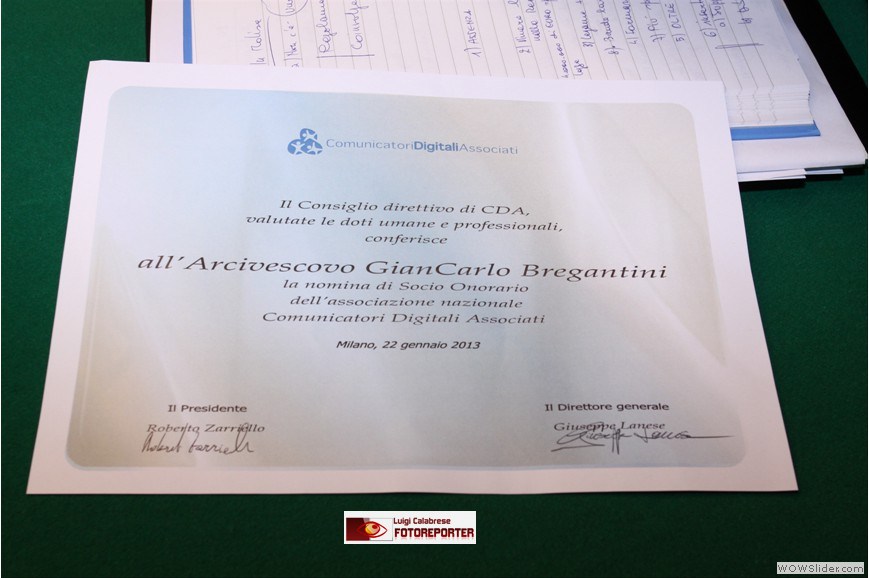 ComunicatoriDigitaliAssociati
Il Consiglio direttivo di CDA,
valutate le doti umane e professionali,
conferisce
all´Arcivescovo GianCarlo Bregantini
la nomina di Socio Onorario
dell´associazione nazionale
Comunicatori Digitali Associati
Milano, 22 gennaio 2013
Il Presidente
Roberto Zarriello
Il Direttore generale
Giuseppe Lanese
Luigi Calabrese
FOTOREPORTER
WOWSlider.com